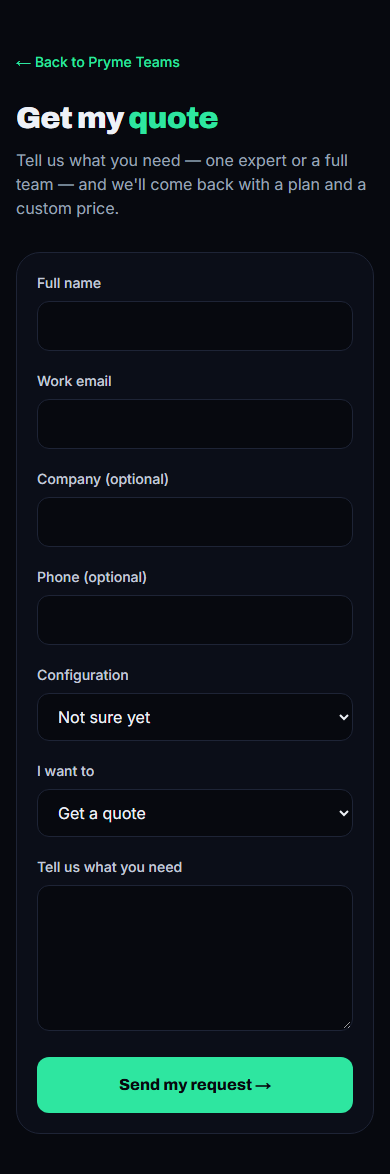 ← Back to Pryme Teams
Get my quote
Tell us what you need — one expert or a full
team — and we'll come back with a plan and a
custom price.
Full name
Work email
Company (optional)
Phone (optional)
Configuration
Not sure yet
I want to
Get a quote
Tell us what you need
Send my request →